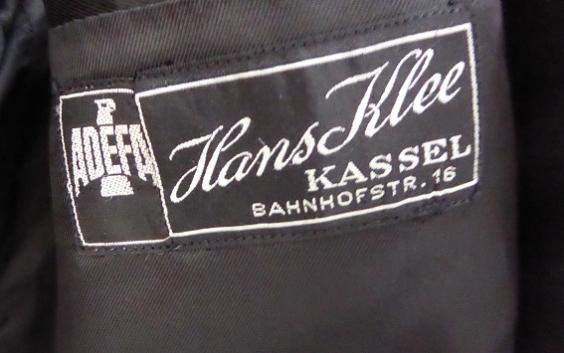 ADEFA
Hans Klee
KASSEL
BAHNHOFSTR. 16